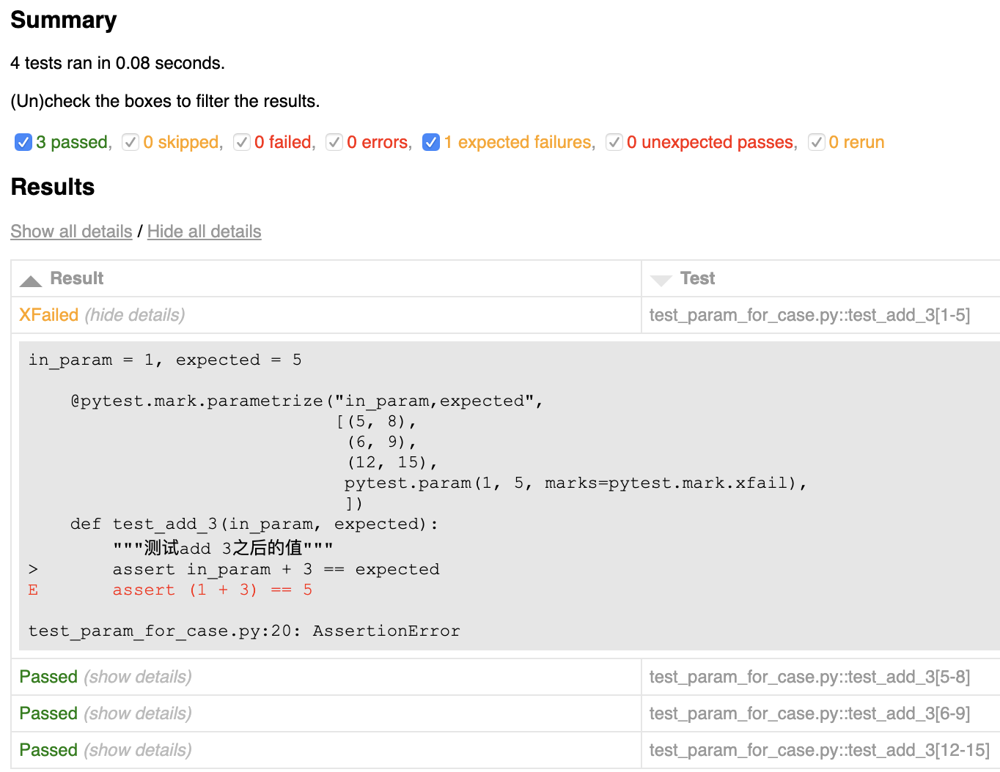 Summary
4 tests ran in 0.08 seconds.
(Un)check the boxes to filter the results.
3 passed, 0 skipped, 0 failed, 0 errors, 1 expected failures, 0 unexpected passes, 0 rerun
Results
Show all details / Hide all details
Result Test
XFailed (hide details) test_param_for_case.py::test_add_3[1-5]
in_param = 1, expected = 5
@pytest.mark.parametrize("in_param,expected",
[(5, 8),
(6, 9),
(12, 15),
pytest.param(1, 5, marks=pytest.mark.xfail),
])
def test_add_3(in_param, expected):
"""测试add 3之后的值"""
> assert in_param + 3 == expected
E assert (1 + 3) == 5
test_param_for_case.py:20: AssertionError
Passed (show details) test_param_for_case.py::test_add_3[5-8]
Passed (show details) test_param_for_case.py::test_add_3[6-9]
Passed (show details) test_param_for_case.py::test_add_3[12-15]